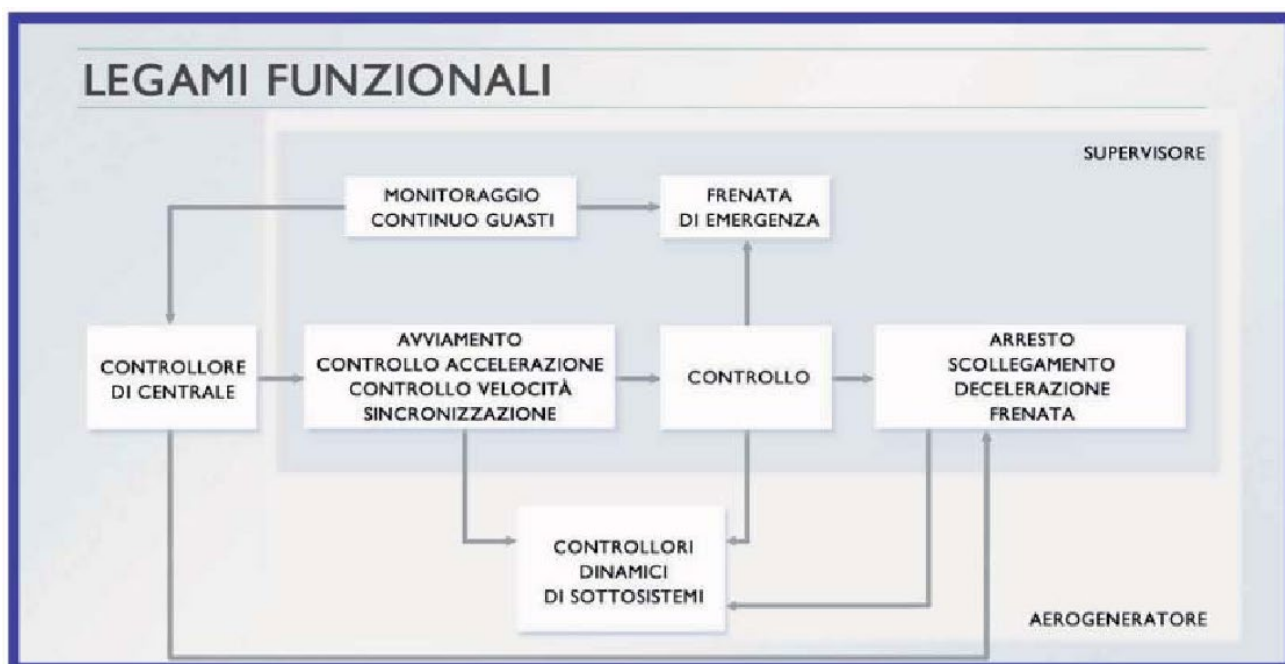 LEGAMI FUNZIONALI
SUPERVISORE
MONITORAGGIO
CONTINUO GUASTI
FRENATA
DI EMERGENZA
CONTROLLORE
DI CENTRALE
AVVIAMENTO
CONTROLLO ACCELERAZIONE
CONTROLLO VELOCITÀ
SINCRONIZZAZIONE
CONTROLLO
ARRESTO
SCOLLEGAMENTO
DECELERAZIONE
FRENATA
CONTROLLORI
DINAMICI
DI SOTTOSISTEMI
AEROGENERATORE